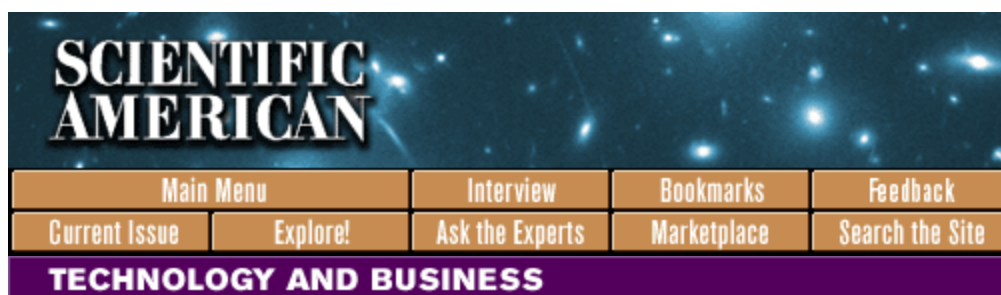 SCIENTIFIC
AMERICAN
Main Menu Interview Bookmarks Feedback
Current Issue Explore! Ask the Experts Marketplace Search the Site
TECHNOLOGY AND BUSINESS